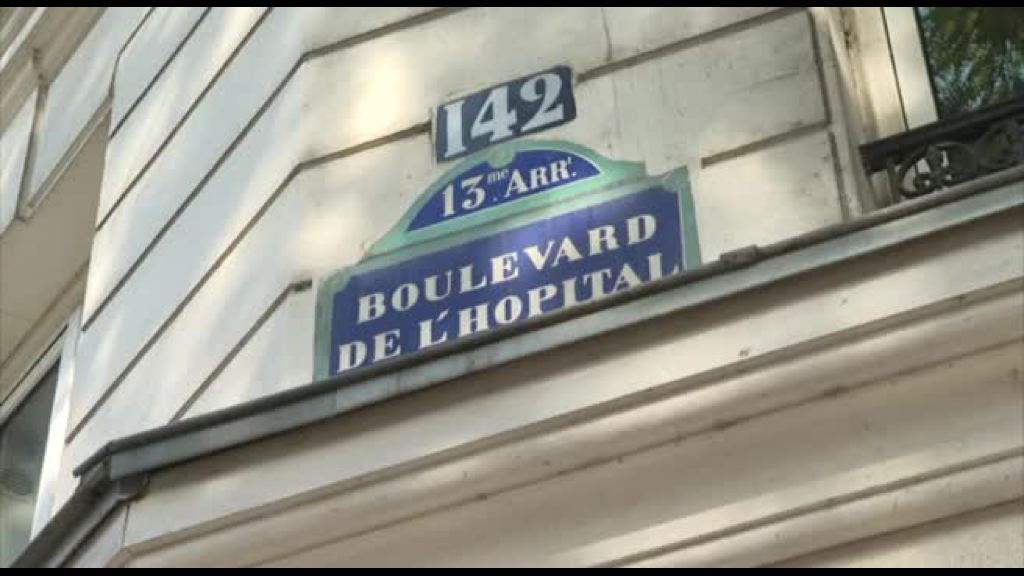 142
13me ARRt.
BOULEVARD
DE L'HOPITAL